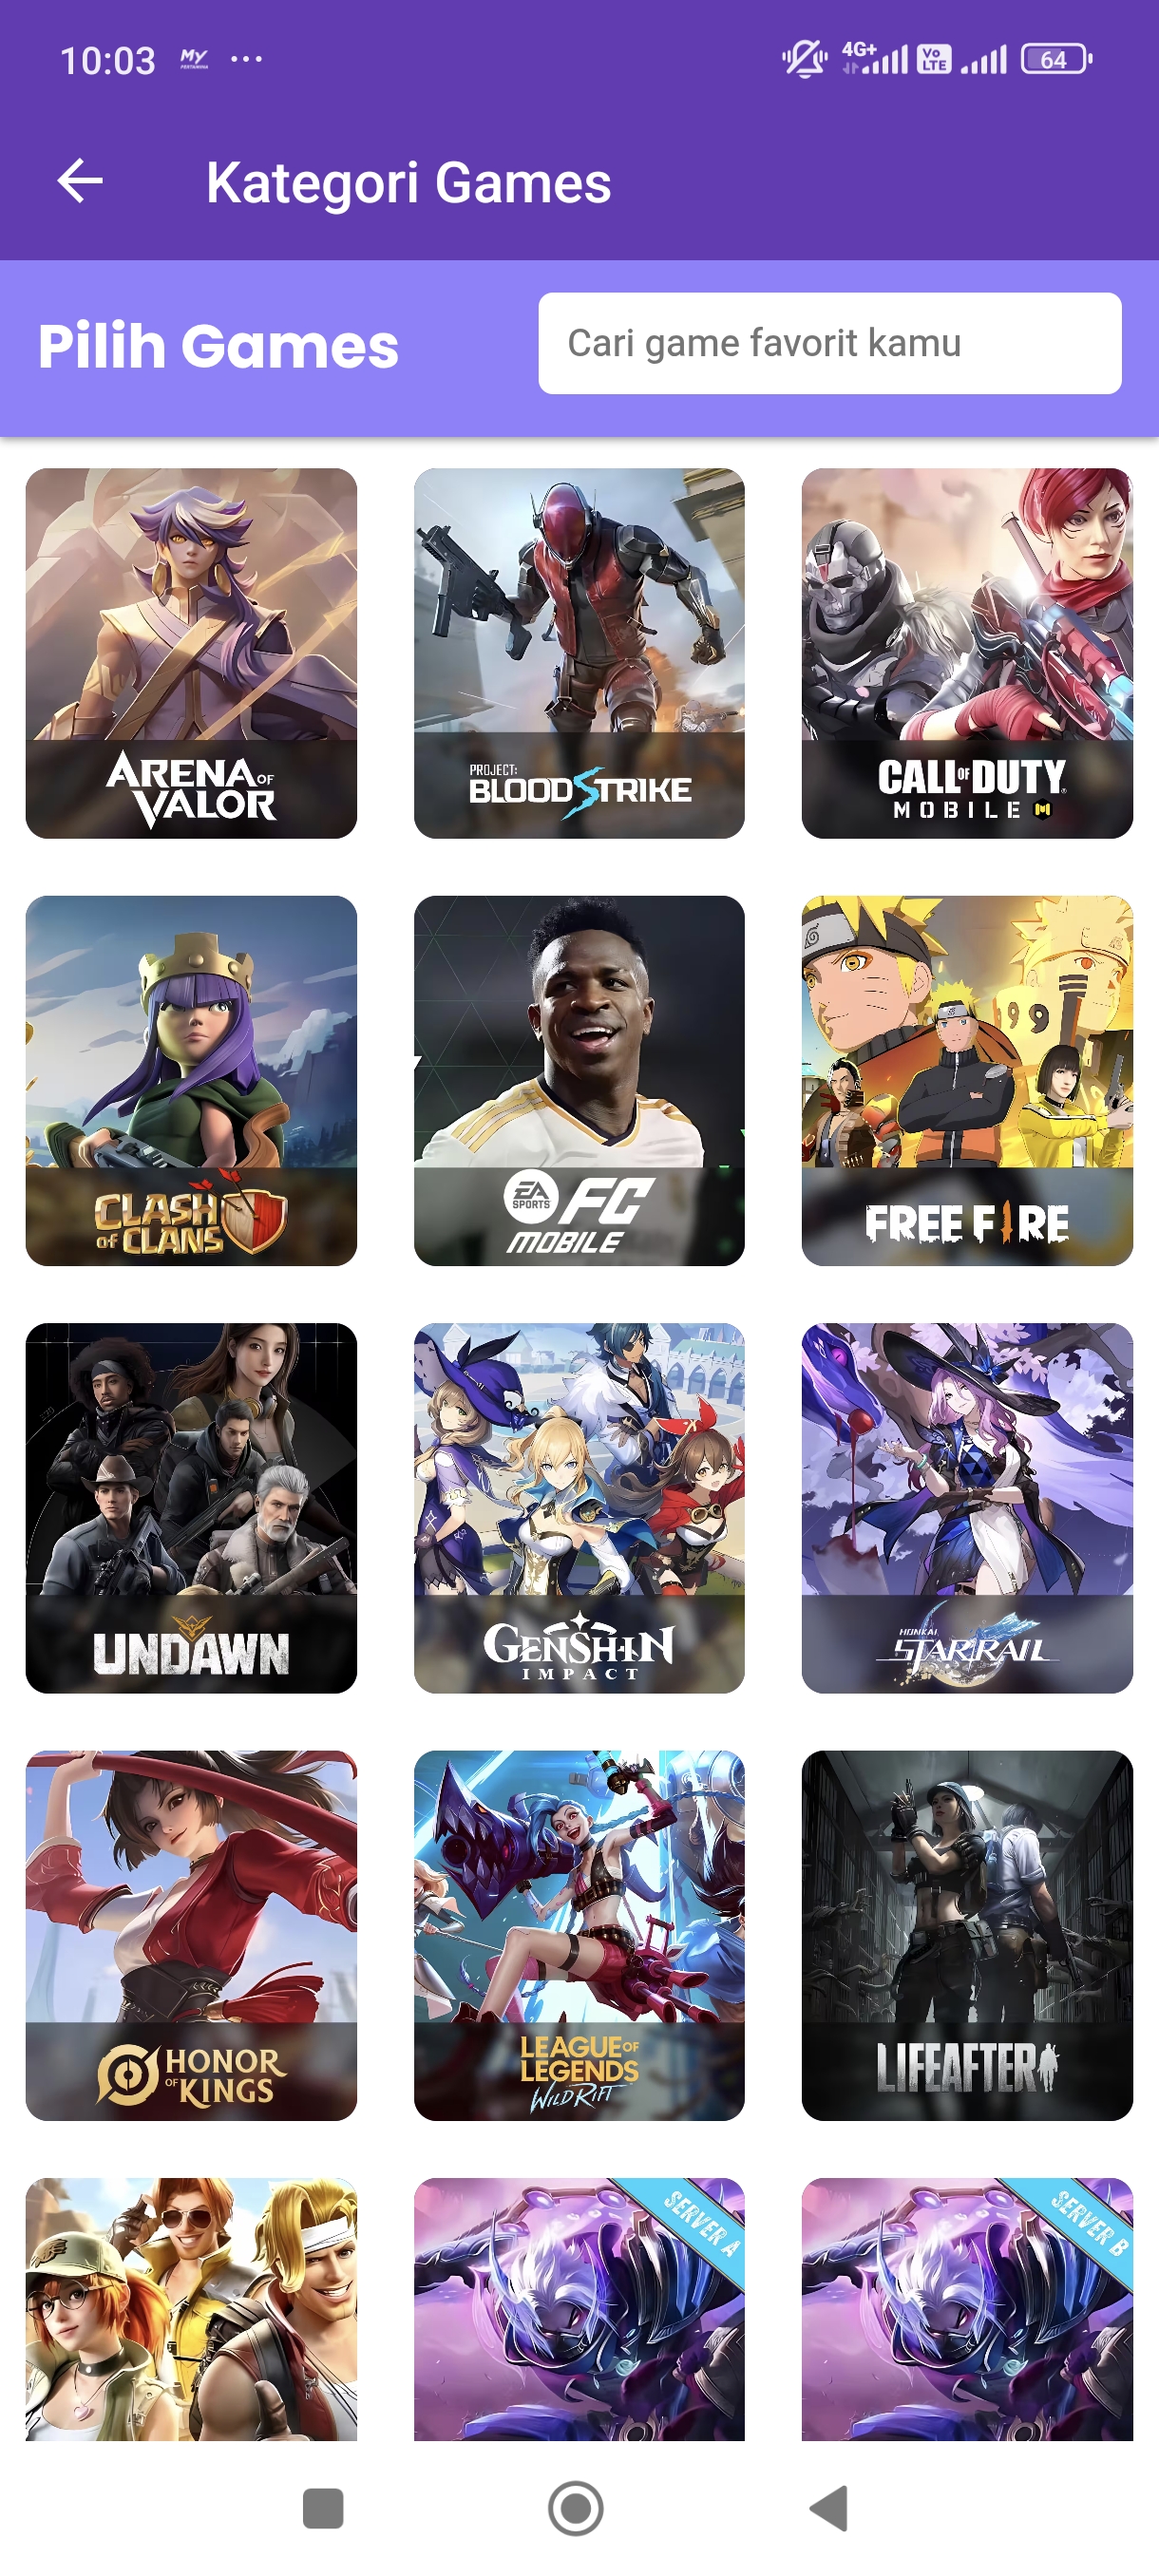 10:03 My PERTAMINA ... 4G+ Vo LTE 64
Kategori Games
Pilih Games
Cari game favorit kamu
ARENA OF
VALOR
PROJECT:
BLOODSTRIKE
CALL OF DUTY
MOBILE
CLASH
OF CLANS
EA SPORTS FC
MOBILE
FREE FIRE
UNDAWN
GENSHIN
IMPACT
HONKAI
STAR RAIL
HONOR
OF KINGS
LEAGUE OF
LEGENDS
WILD RIFT
LIFEAFTER
SERVER A
SERVER B